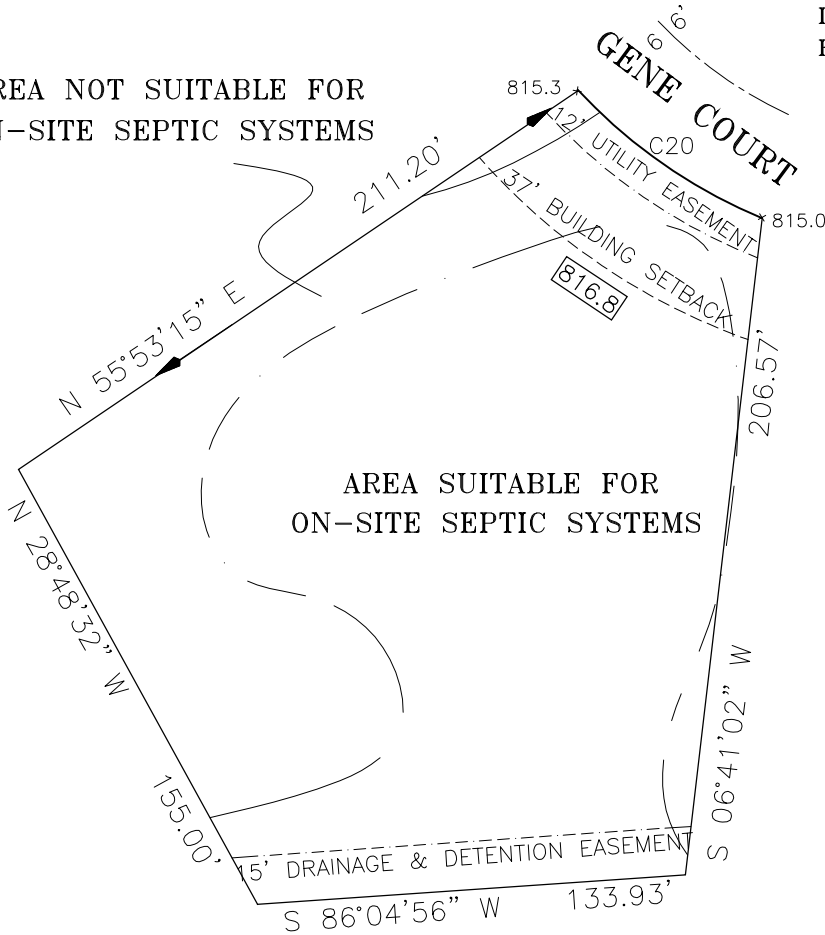 6 6'
GENE COURT
AREA NOT SUITABLE FOR
ON-SITE SEPTIC SYSTEMS
815.3
C20
815.0
12' UTILITY EASEMENT
37' BUILDING SETBACK
816.8
211.20'
N 55°53'15" E
206.57'
AREA SUITABLE FOR
ON-SITE SEPTIC SYSTEMS
N 28°48'32" W
155.00'
S 06°41'02" W
15' DRAINAGE & DETENTION EASEMENT
S 86°04'56" W 133.93'